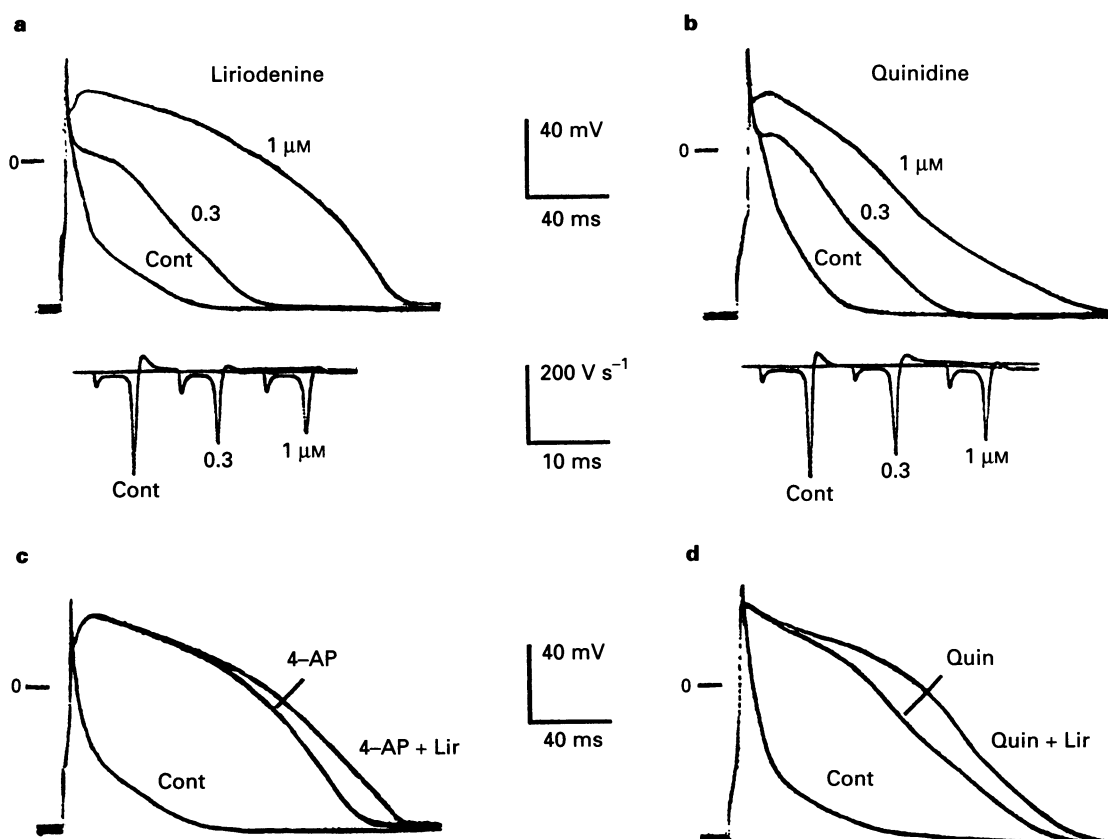 a
Liriodenine
0
1 μM
0.3
Cont
40 mV
40 ms
b
Quinidine
0
1 μM
0.3
Cont
200 V s⁻¹
10 ms
Cont
0.3
1 μM
Cont
0.3
1 μM
c
0
4–AP
4–AP + Lir
Cont
40 mV
40 ms
d
0
Quin
Quin + Lir
Cont